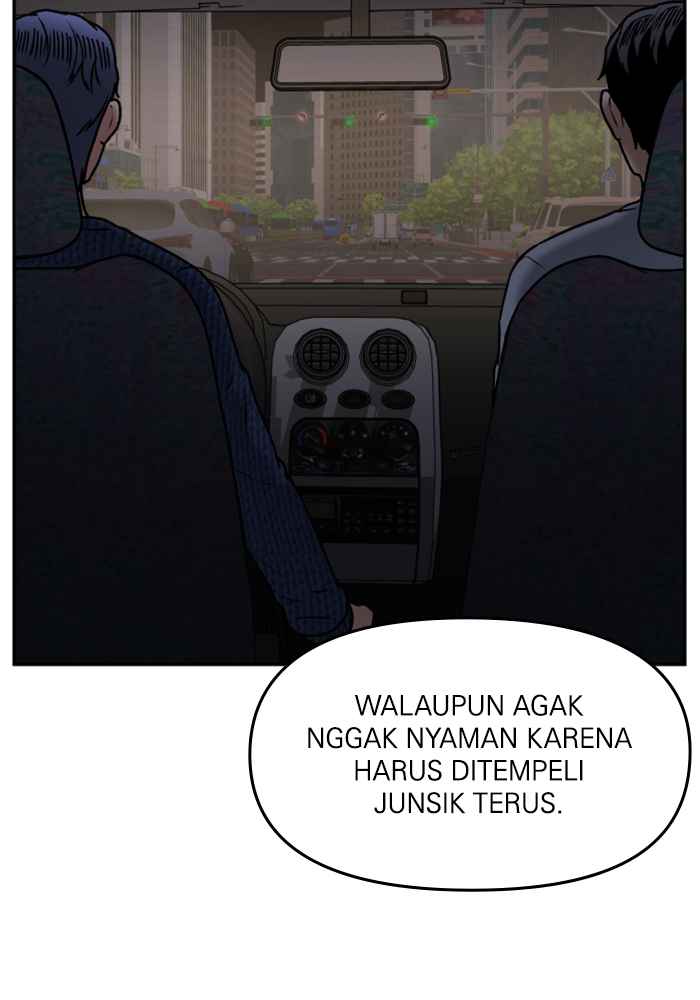 WALAUPUN AGAK
NGGAK NYAMAN KARENA
HARUS DITEMPELI
JUNSIK TERUS.